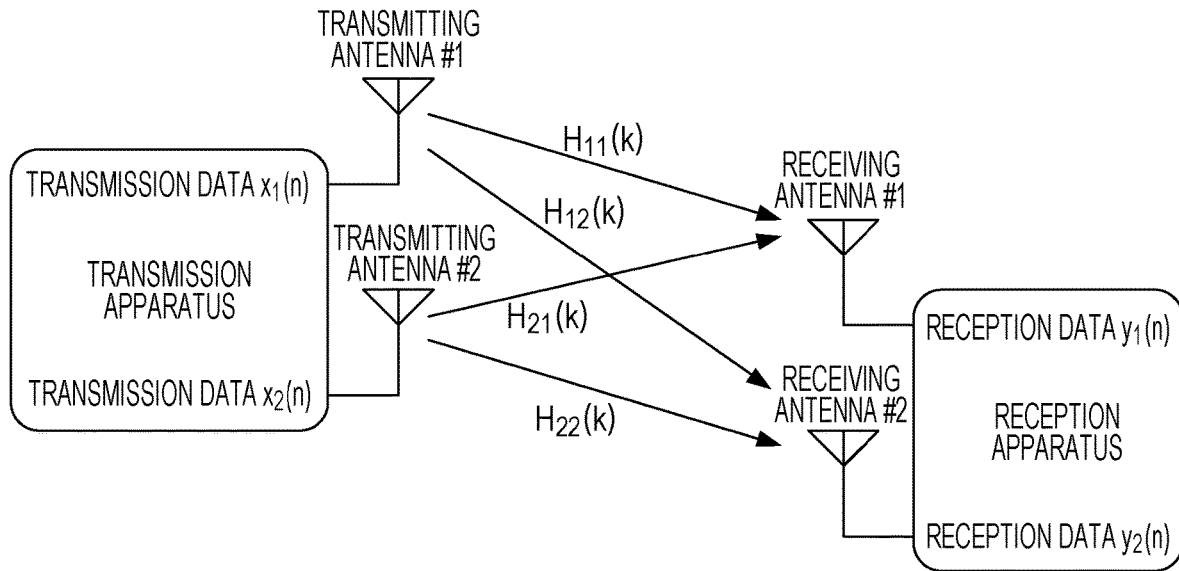 TRANSMITTING
ANTENNA #1
TRANSMISSION DATA x₁(n)
TRANSMISSION
APPARATUS
TRANSMISSION DATA x₂(n)
TRANSMITTING
ANTENNA #2
H₁₁(k)
H₁₂(k)
H₂₁(k)
H₂₂(k)
RECEIVING
ANTENNA #1
RECEIVING
ANTENNA #2
RECEPTION DATA y₁(n)
RECEPTION
APPARATUS
RECEPTION DATA y₂(n)